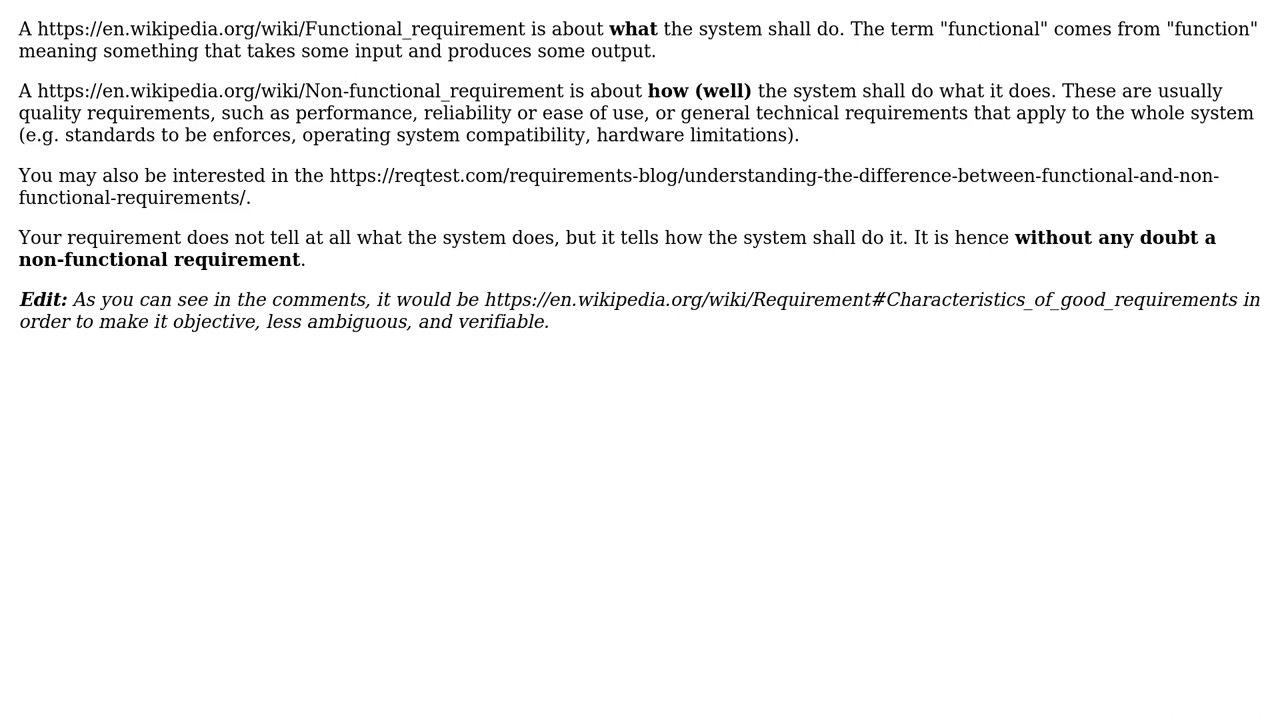 A https://en.wikipedia.org/wiki/Functional_requirement is about what the system shall do. The term "functional" comes from "function"
meaning something that takes some input and produces some output.
A https://en.wikipedia.org/wiki/Non-functional_requirement is about how (well) the system shall do what it does. These are usually
quality requirements, such as performance, reliability or ease of use, or general technical requirements that apply to the whole system
(e.g. standards to be enforces, operating system compatibility, hardware limitations).
You may also be interested in the https://reqtest.com/requirements-blog/understanding-the-difference-between-functional-and-non-
functional-requirements/.
Your requirement does not tell at all what the system does, but it tells how the system shall do it. It is hence without any doubt a
non-functional requirement.
Edit: As you can see in the comments, it would be https://en.wikipedia.org/wiki/Requirement#Characteristics_of_good_requirements in
order to make it objective, less ambiguous, and verifiable.